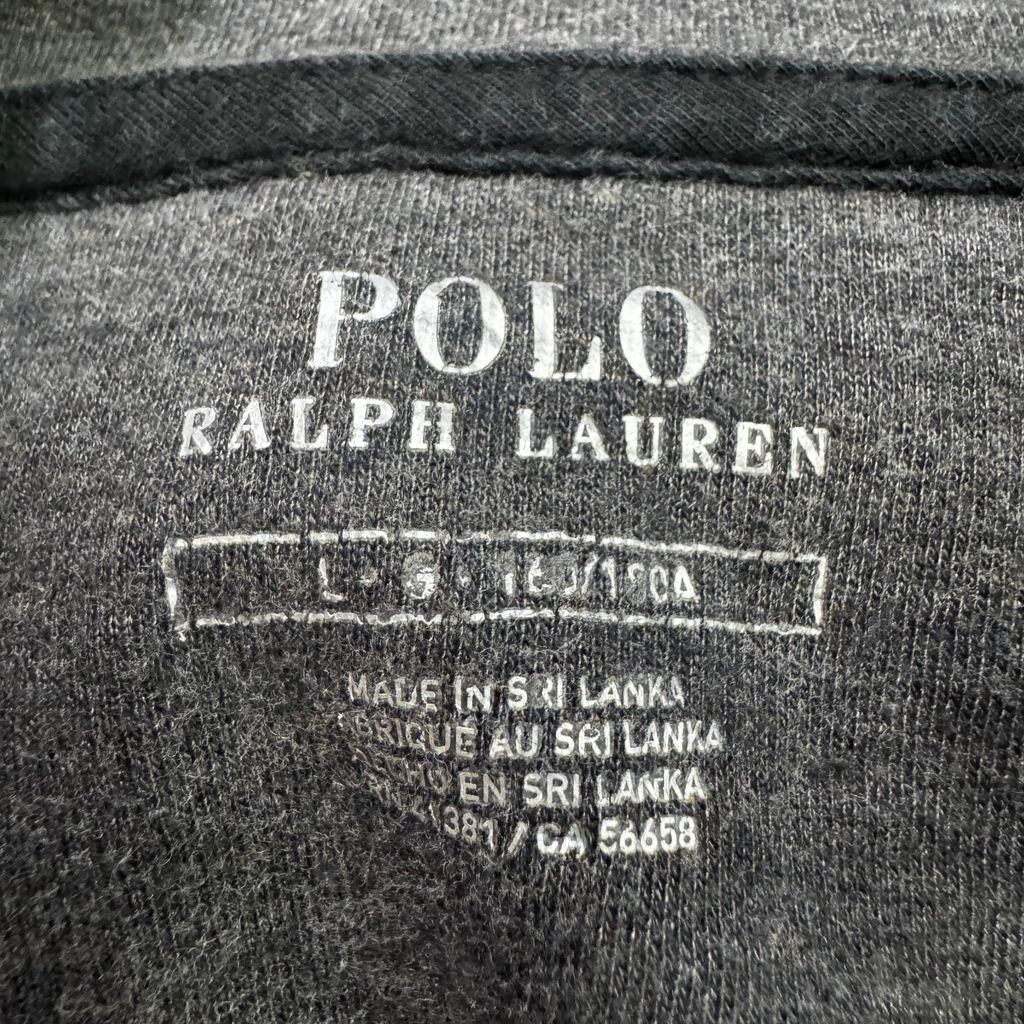 POLO
RALPH LAUREN
L · G ·
MADE IN SRI LANKA
AU SRI LANKA
EN SRI LANKA
/ CA 56658